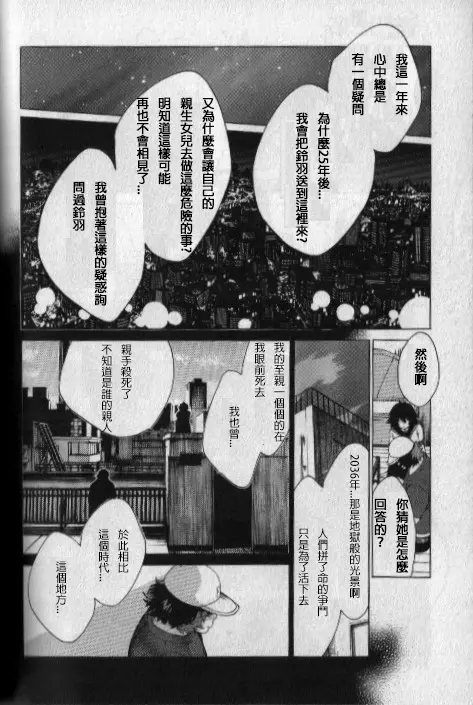 我這一年來
心中總是
有一個疑問
為什麼25年後...
我會把鈴羽送到這裡來?
又為什麼會讓自己的
親生女兒去做這麼危險的事?
明知道這樣可能
再也不會相見了...
我曾抱著這樣的疑惑詢
問過鈴羽
然後啊
你猜她是怎麼
回答的?
2036年...那是地獄般的光景啊
人們拼了命的爭鬥
只是為了活下去
我的至親一個個的在
我眼前死去
我也曾...
親手殺死了
不知道是誰的親人
於此相比
這個時代...
這個地方...